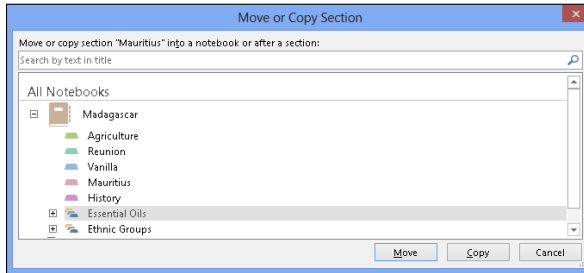 Move or Copy Section
Move or copy section "Mauritius" into a notebook or after a section:
Search by text in title
All Notebooks
Madagascar
Agriculture
Reunion
Vanilla
Mauritius
History
Essential Oils
Ethnic Groups
Move Copy Cancel